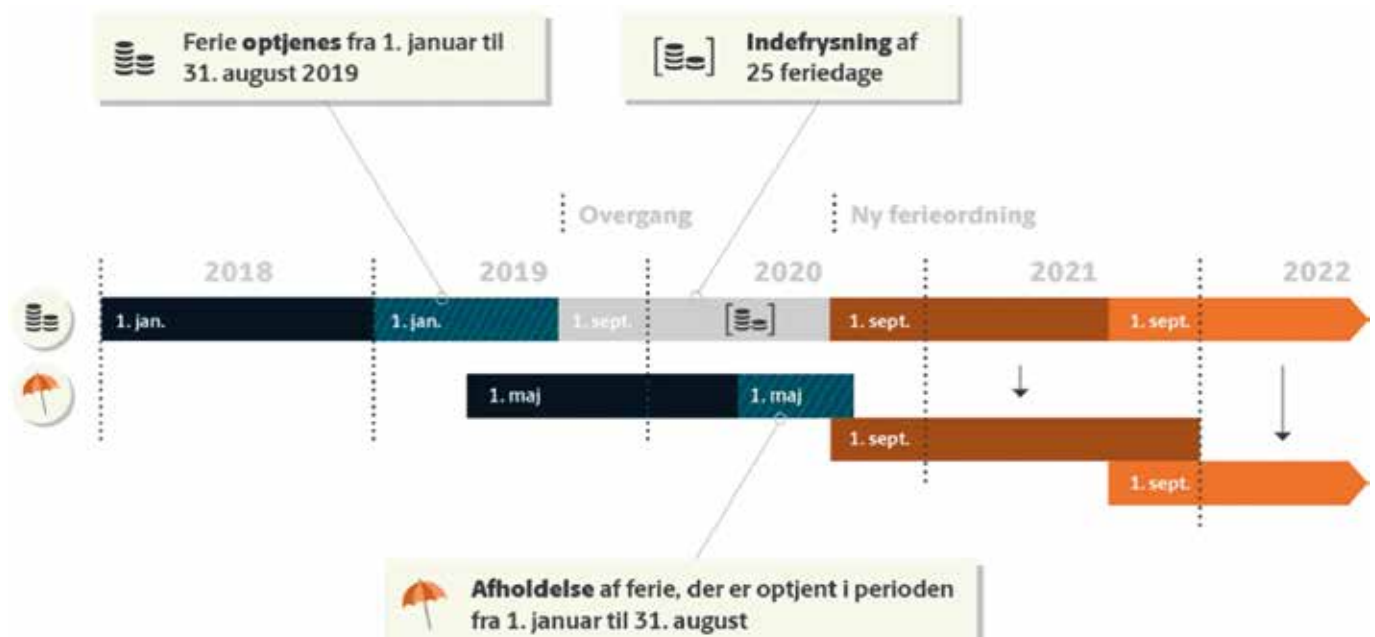 Ferie optjenes fra 1. januar til
31. august 2019
Indefrysning af
25 feriedage
Overgang
Ny ferieordning
2018
2019
2020
2021
2022
1. jan.
1. jan.
1. sept.
1. sept.
1. sept.
1. maj
1. maj
1. sept.
1. sept.
Afholdelse af ferie, der er optjent i perioden
fra 1. januar til 31. august